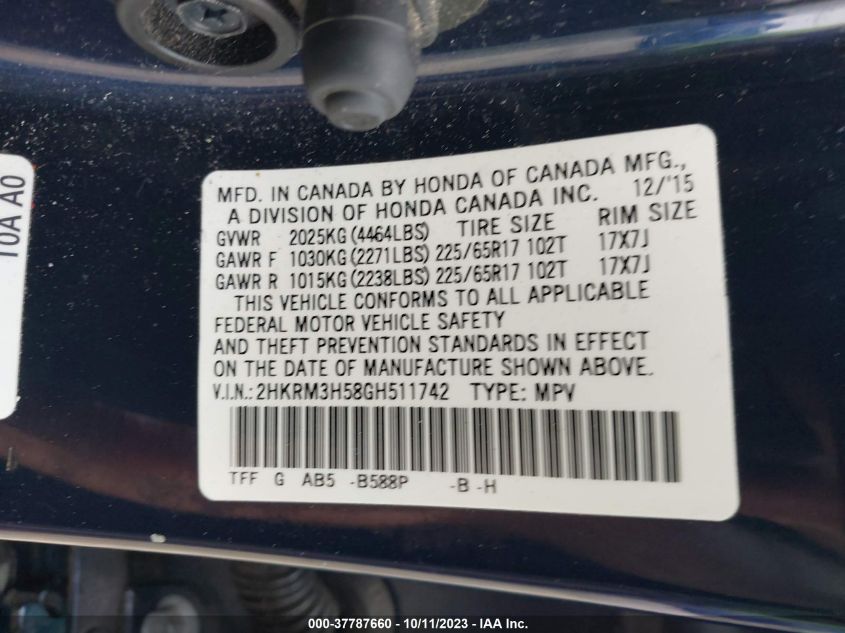 MFD. IN CANADA BY HONDA OF CANADA MFG.,
A DIVISION OF HONDA CANADA INC. 12/'15
GVWR 2025KG (4464LBS) TIRE SIZE RIM SIZE
GAWR F 1030KG (2271LBS) 225/65R17 102T 17X7J
GAWR R 1015KG (2238LBS) 225/65R17 102T 17X7J
THIS VEHICLE CONFORMS TO ALL APPLICABLE
FEDERAL MOTOR VEHICLE SAFETY
AND THEFT PREVENTION STANDARDS IN EFFECT
ON THE DATE OF MANUFACTURE SHOWN ABOVE.
V.I.N.: 2HKRM3H58GH511742 TYPE: MPV
TFF G AB5 -B588P -B -H
10A A0
000-37787660 - 10/11/2023 - IAA Inc.